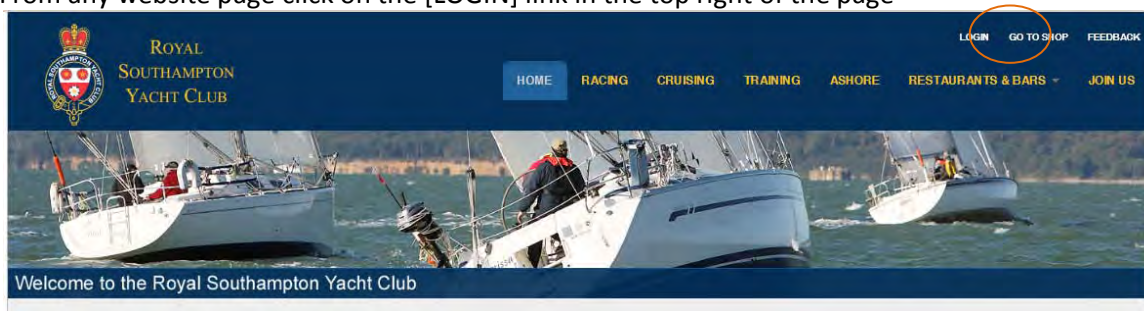 From any website page click on the [LOGIN] link in the top right of the page
LOGIN GO TO SHOP FEEDBACK
ROYAL
SOUTHAMPTON
YACHT CLUB
HOME RACING CRUISING TRAINING ASHORE RESTAURANTS & BARS JOIN US
Welcome to the Royal Southampton Yacht Club